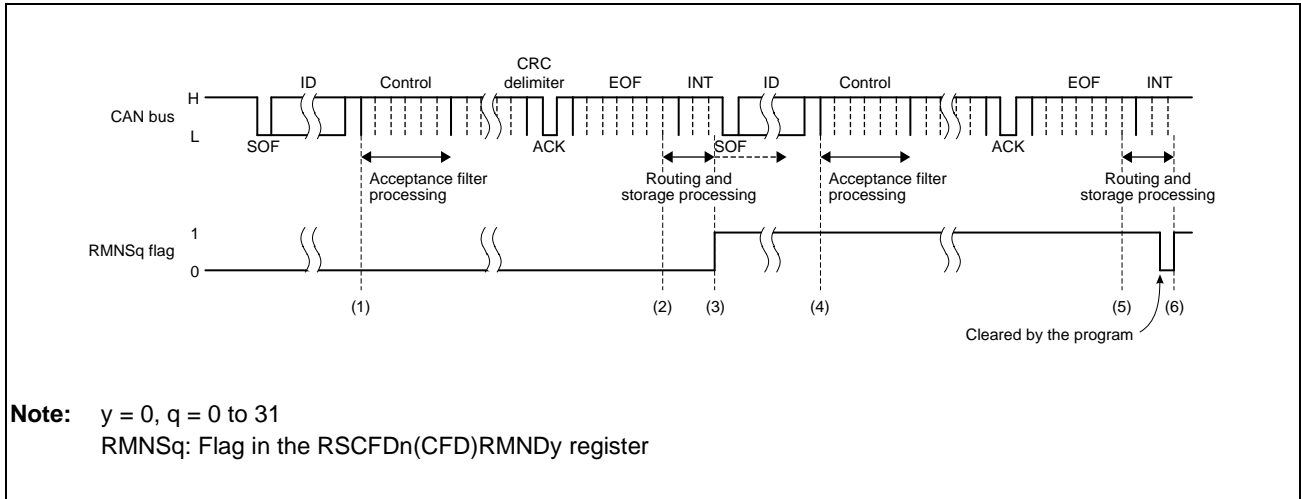 CRC
ID Control delimiter EOF INT ID Control EOF INT
H
CAN bus
L
SOF ACK SOF ACK
Acceptance filter processing
Routing and storage processing
Acceptance filter processing
Routing and storage processing
1
RMNSq flag
0
(1) (2) (3) (4) (5) (6)
Cleared by the program
Note: y = 0, q = 0 to 31
RMNSq: Flag in the RSCFDn(CFD)RMNDy register